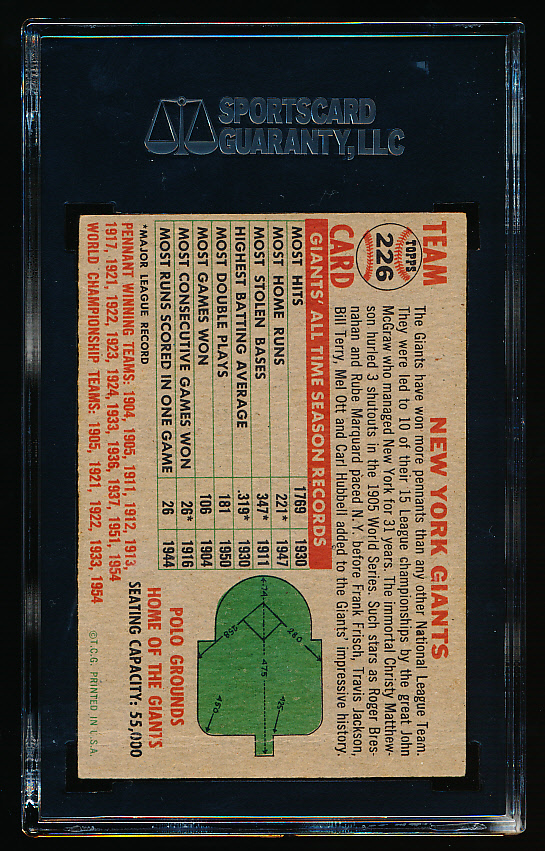 SPORTSCARD
GUARANTY, LLC
TEAM
CARD
TOPPS
226
NEW YORK GIANTS
The Giants have won more pennants than any other National League Team.
They were led to 10 of their 15 League championships by the great John
McGraw who managed New York for 31 years. The immortal Christy Matthew-
son hurled 3 shutouts in the 1905 World Series. Such stars as Roger Bres-
nahan and Rube Marquard paced N.Y. before Frank Frisch, Travis Jackson,
Bill Terry, Mel Ott and Carl Hubbell added to the Giants' impressive history.
GIANTS' ALL TIME SEASON RECORDS
MOST HITS 1769 1930
MOST HOME RUNS 221* 1947
MOST STOLEN BASES 347* 1911
HIGHEST BATTING AVERAGE .319* 1930
MOST DOUBLE PLAYS 181 1950
MOST GAMES WON 106 1904
MOST CONSECUTIVE GAMES WON 26* 1916
MOST RUNS SCORED IN ONE GAME 26 1944
*MAJOR LEAGUE RECORD
PENNANT WINNING TEAMS: 1904, 1905, 1911, 1912, 1913,
1917, 1921, 1922, 1923, 1924, 1933, 1936, 1937, 1951, 1954
WORLD CHAMPIONSHIP TEAMS: 1905, 1921, 1922, 1933, 1954
280
425
475
74
258
450
POLO GROUNDS
HOME OF THE GIANTS
SEATING CAPACITY: 55,000
©T.C.G. PRINTED IN U.S.A.